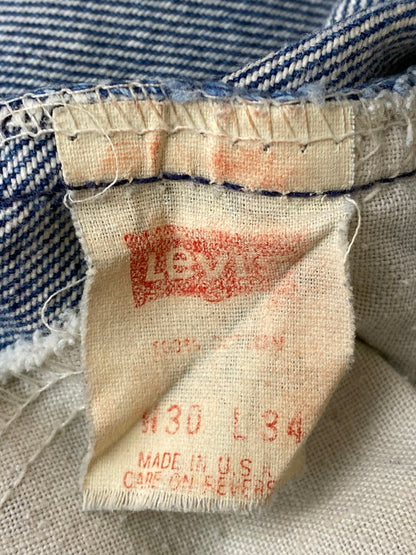 Levi's
100% COTTON
W30 L34
MADE IN U.S.A.
CARE ON REVERSE